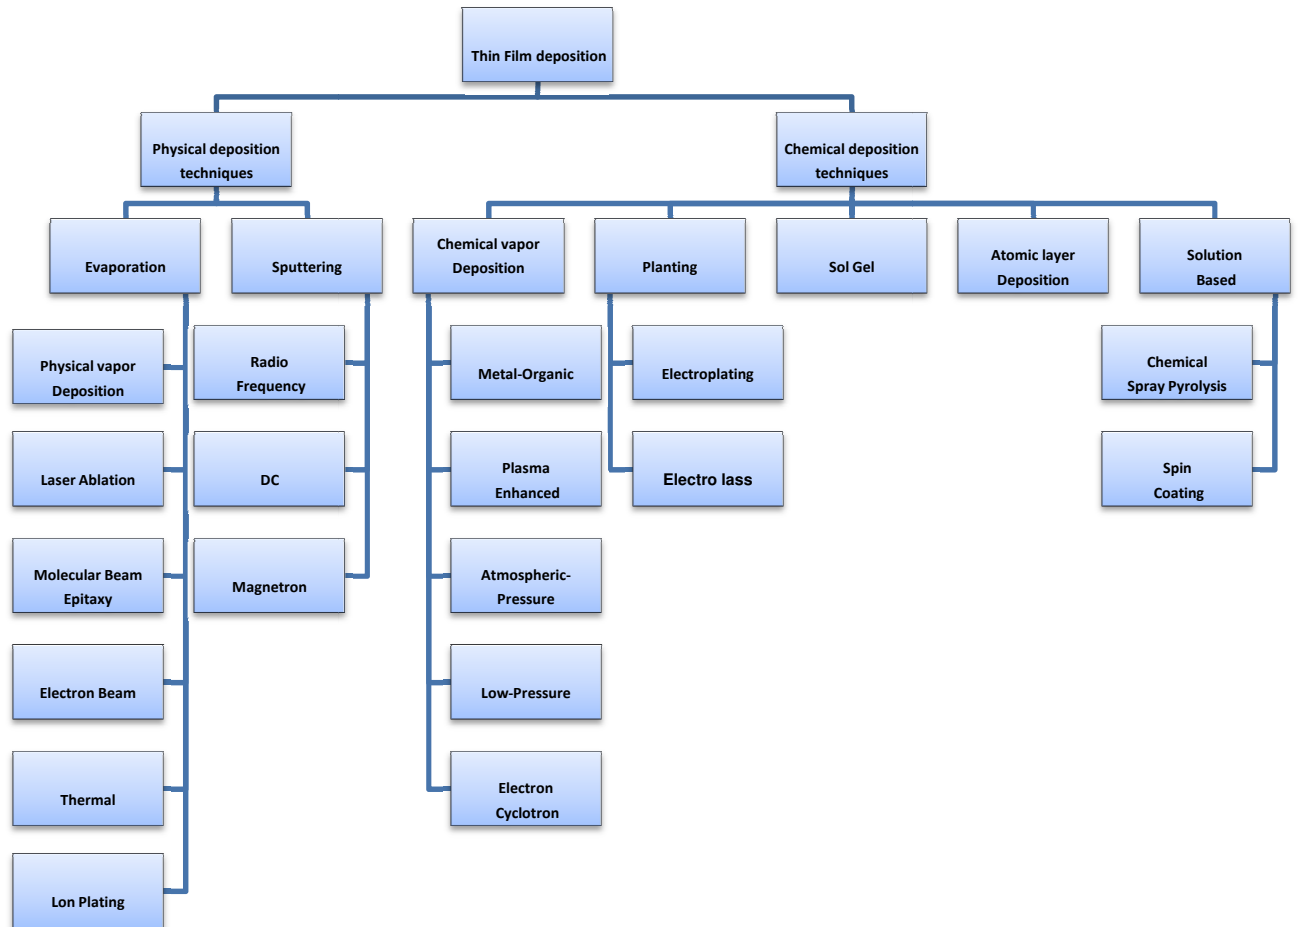 Thin Film deposition
Physical deposition
techniques
Chemical deposition
techniques
Evaporation
Sputtering
Chemical vapor
Deposition
Planting
Sol Gel
Atomic layer
Deposition
Solution
Based
Physical vapor
Deposition
Radio
Frequency
Metal-Organic
Electroplating
Chemical
Spray Pyrolysis
Laser Ablation
DC
Plasma
Enhanced
Electro lass
Spin
Coating
Molecular Beam
Epitaxy
Magnetron
Atmospheric-
Pressure
Electron Beam
Low-Pressure
Thermal
Electron
Cyclotron
Lon Plating